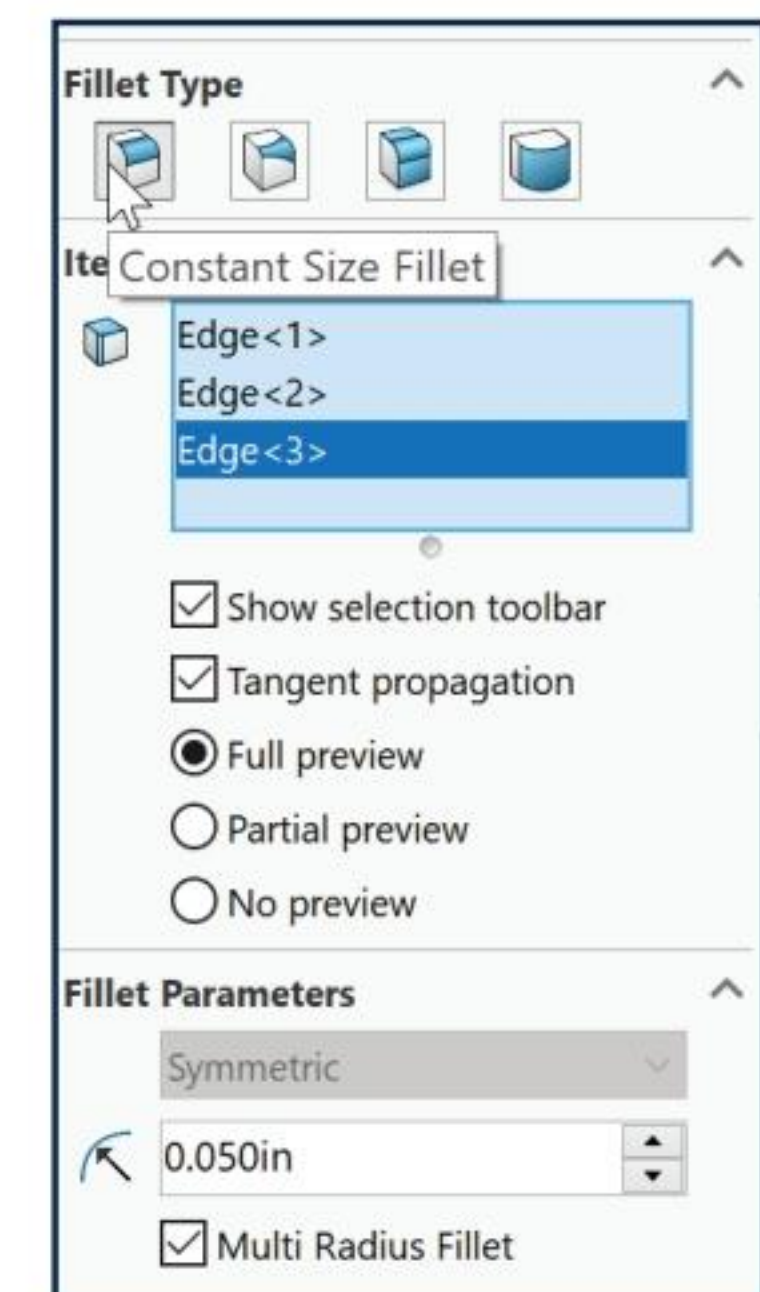 Fillet Type
Ite
Constant Size Fillet
Edge<1>
Edge<2>
Edge<3>
Show selection toolbar
Tangent propagation
Full preview
Partial preview
No preview
Fillet Parameters
Symmetric
0.050in
Multi Radius Fillet